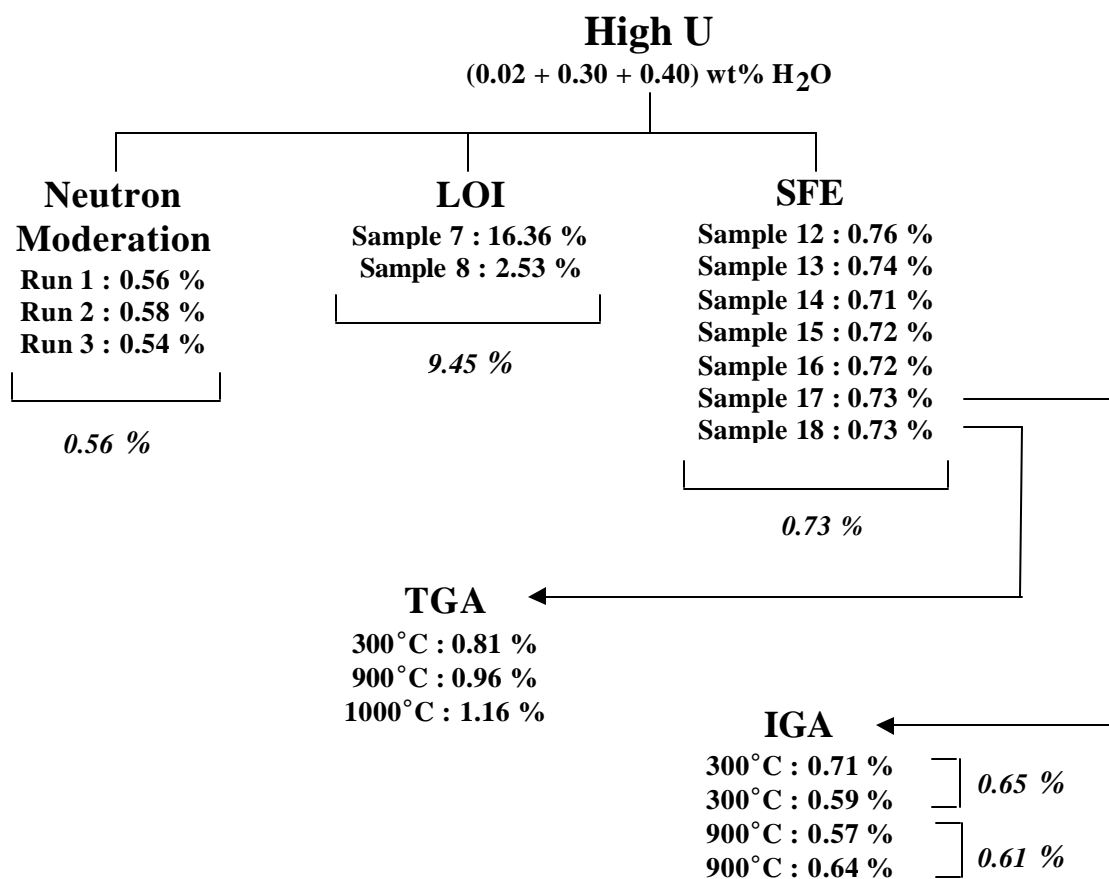 High U
(0.02 + 0.30 + 0.40) wt% H2O
Neutron
Moderation
Run 1 : 0.56 %
Run 2 : 0.58 %
Run 3 : 0.54 %
0.56 %
LOI
Sample 7 : 16.36 %
Sample 8 : 2.53 %
9.45 %
SFE
Sample 12 : 0.76 %
Sample 13 : 0.74 %
Sample 14 : 0.71 %
Sample 15 : 0.72 %
Sample 16 : 0.72 %
Sample 17 : 0.73 %
Sample 18 : 0.73 %
0.73 %
TGA
300°C : 0.81 %
900°C : 0.96 %
1000°C : 1.16 %
IGA
300°C : 0.71 %
300°C : 0.59 %
0.65 %
900°C : 0.57 %
900°C : 0.64 %
0.61 %